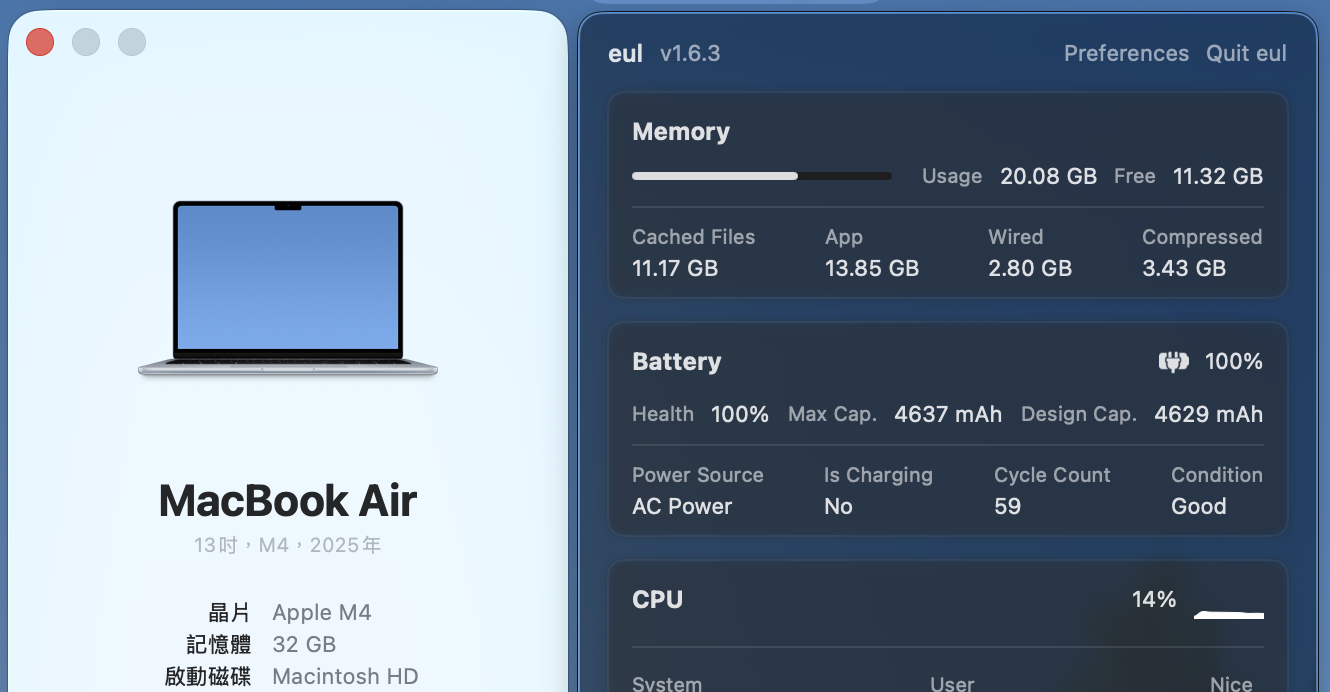 MacBook Air
13吋，M4，2025年
晶片 Apple M4
記憶體 32 GB
啟動磁碟 Macintosh HD
eul v1.6.3 Preferences Quit eul
Memory
Usage 20.08 GB Free 11.32 GB
Cached Files App Wired Compressed
11.17 GB 13.85 GB 2.80 GB 3.43 GB
Battery 100%
Health 100% Max Cap. 4637 mAh Design Cap. 4629 mAh
Power Source Is Charging Cycle Count Condition
AC Power No 59 Good
CPU 14%
System User Nice